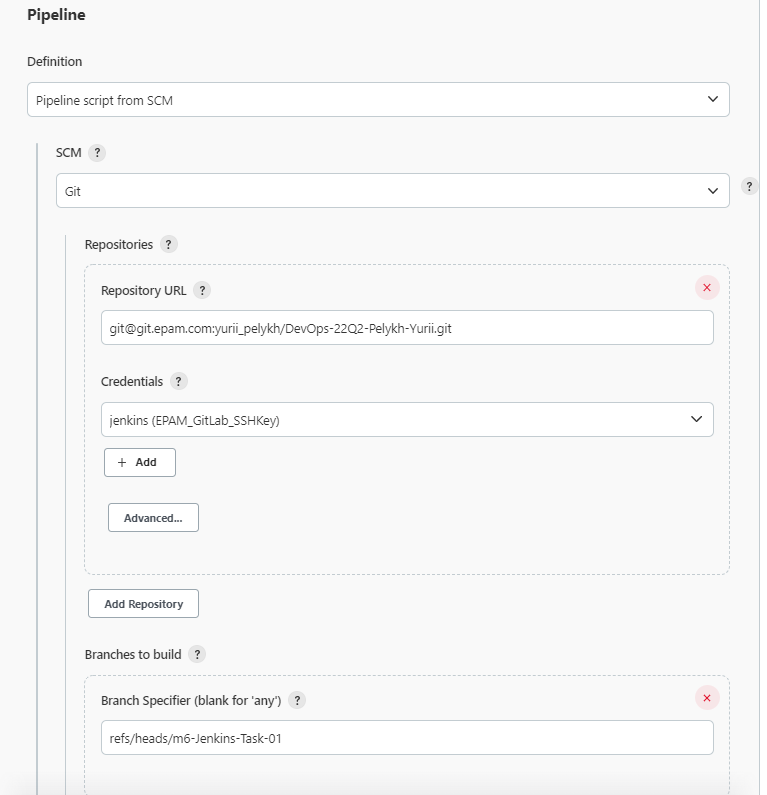 Pipeline
Definition
Pipeline script from SCM
SCM ?
Git
?
Repositories ?
Repository URL ?
git@git.epam.com:yurii_pelykh/DevOps-22Q2-Pelykh-Yurii.git
Credentials ?
jenkins (EPAM_GitLab_SSHKey)
+ Add
Advanced...
Add Repository
Branches to build ?
Branch Specifier (blank for 'any') ?
refs/heads/m6-Jenkins-Task-01